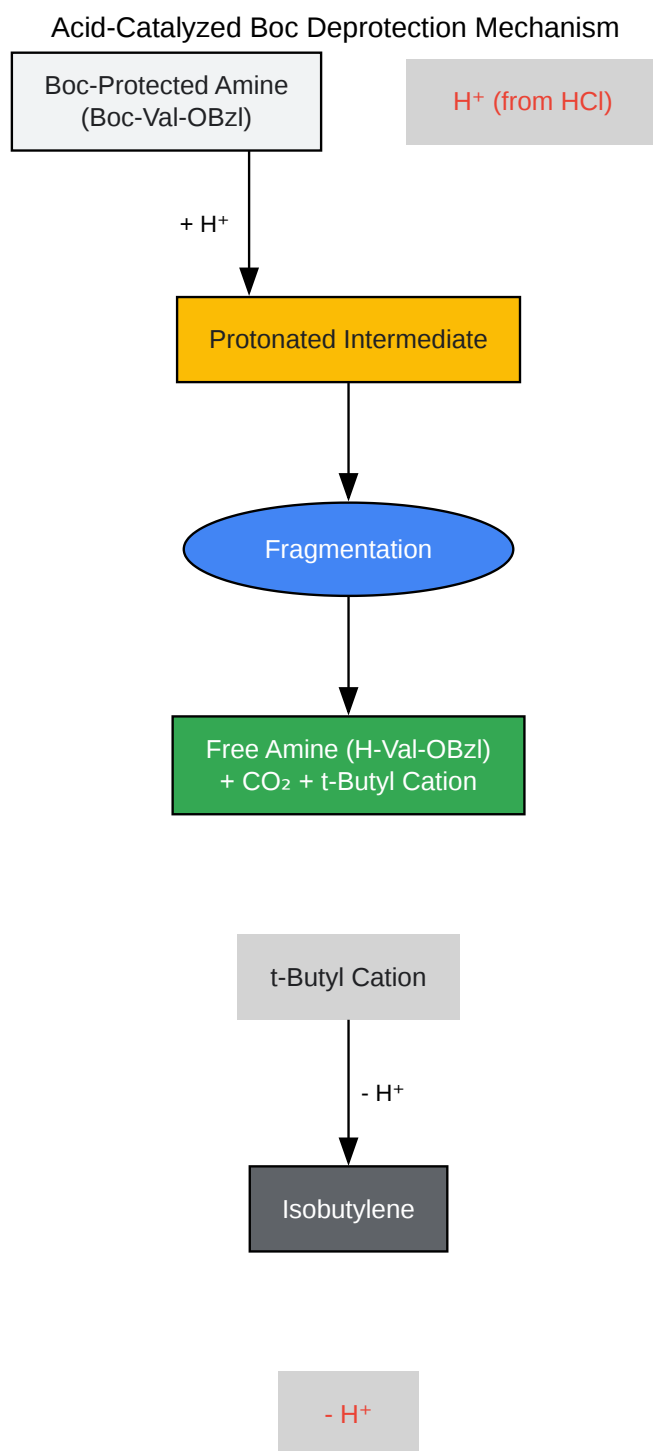 Acid-Catalyzed Boc Deprotection Mechanism
Boc-Protected Amine
(Boc-Val-OBzl)
H⁺ (from HCl)
+ H⁺
Protonated Intermediate
Fragmentation
Free Amine (H-Val-OBzl)
+ CO₂ + t-Butyl Cation
t-Butyl Cation
- H⁺
Isobutylene
- H⁺